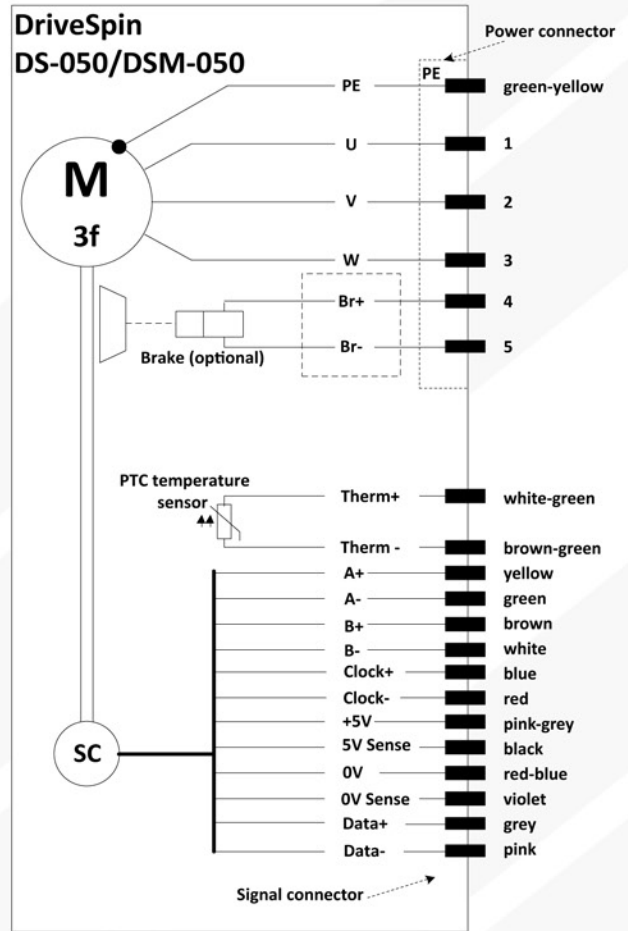 DriveSpin
DS-050/DSM-050
Power connector
PE
PE green-yellow
M
3f
U 1
V 2
W 3
Br+ 4
Br- 5
Brake (optional)
PTC temperature
sensor
Therm+ white-green
Therm - brown-green
A+ yellow
A- green
B+ brown
B- white
Clock+ blue
Clock- red
+5V pink-grey
5V Sense black
0V red-blue
0V Sense violet
Data+ grey
Data- pink
SC
Signal connector